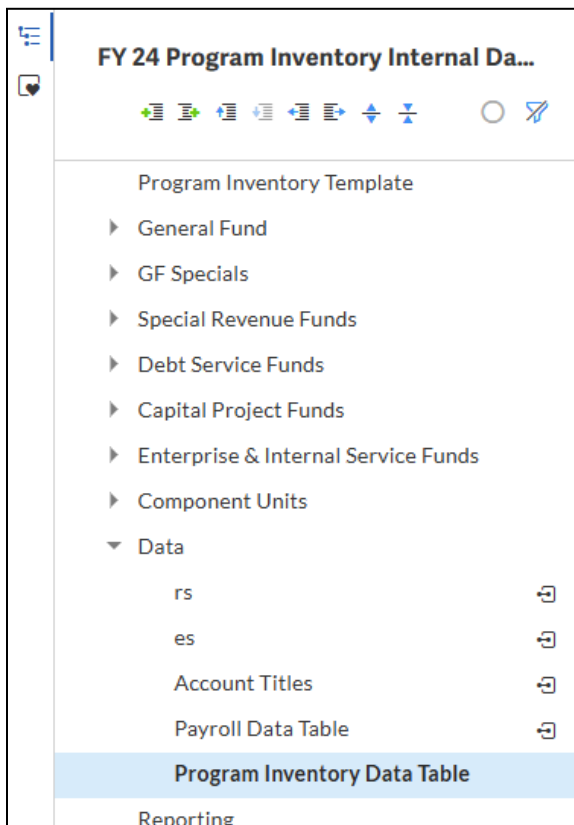 FY 24 Program Inventory Internal Da...
Program Inventory Template
General Fund
GF Specials
Special Revenue Funds
Debt Service Funds
Capital Project Funds
Enterprise & Internal Service Funds
Component Units
Data
rs
es
Account Titles
Payroll Data Table
Program Inventory Data Table
Reporting